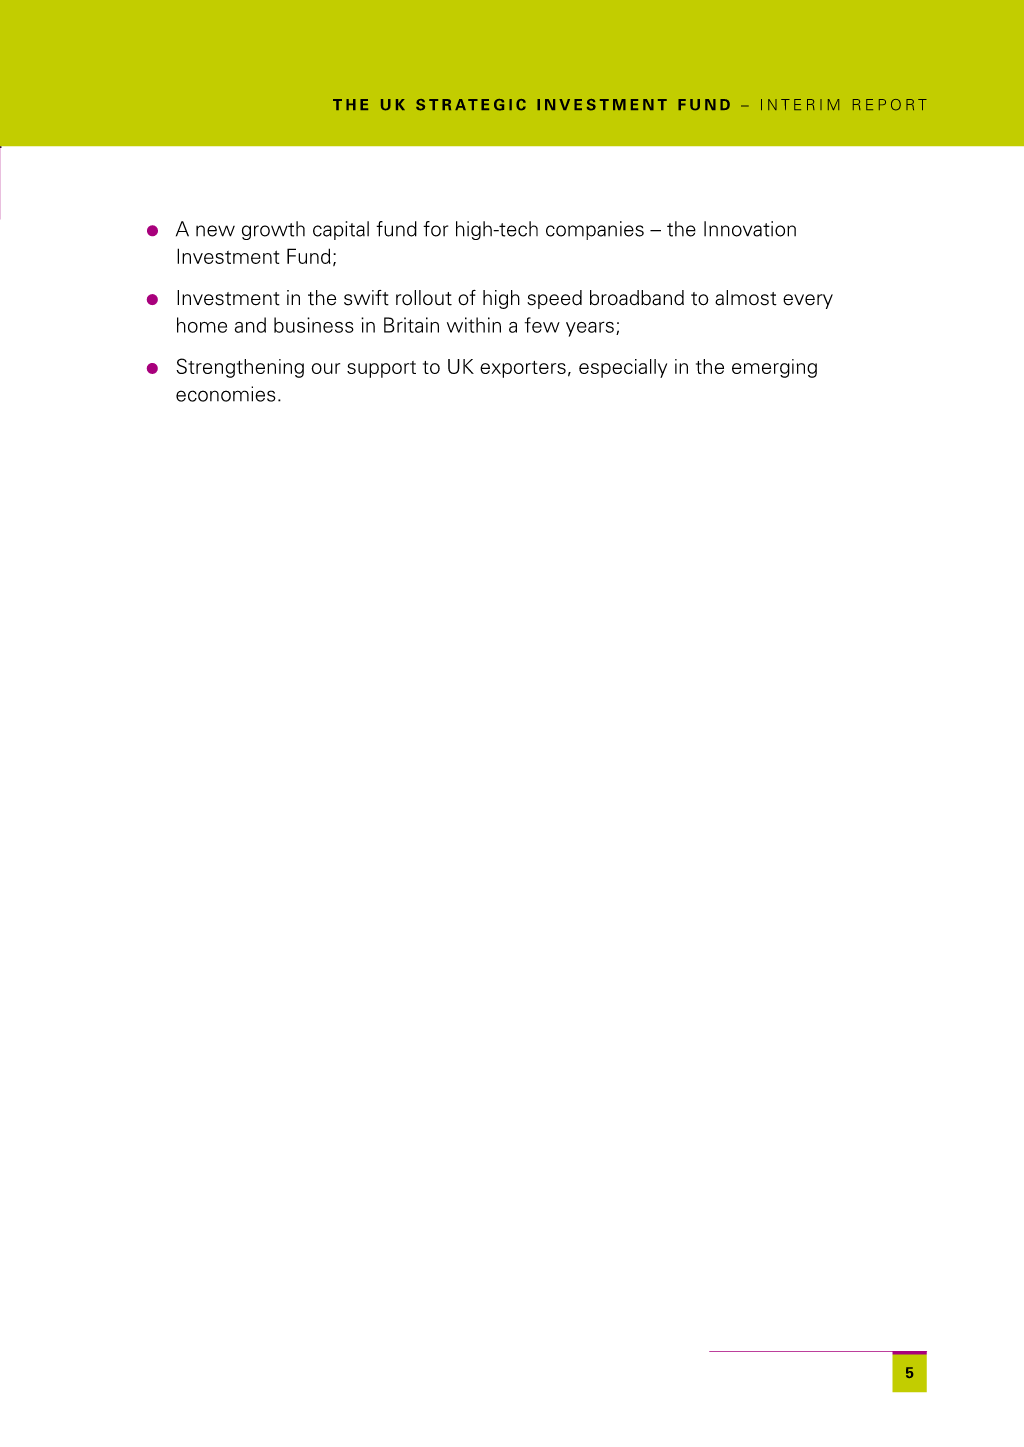 THE UK STRATEGIC INVESTMENT FUND – INTERIM REPORT
● A new growth capital fund for high-tech companies – the Innovation
Investment Fund;
● Investment in the swift rollout of high speed broadband to almost every
home and business in Britain within a few years;
● Strengthening our support to UK exporters, especially in the emerging
economies.
5